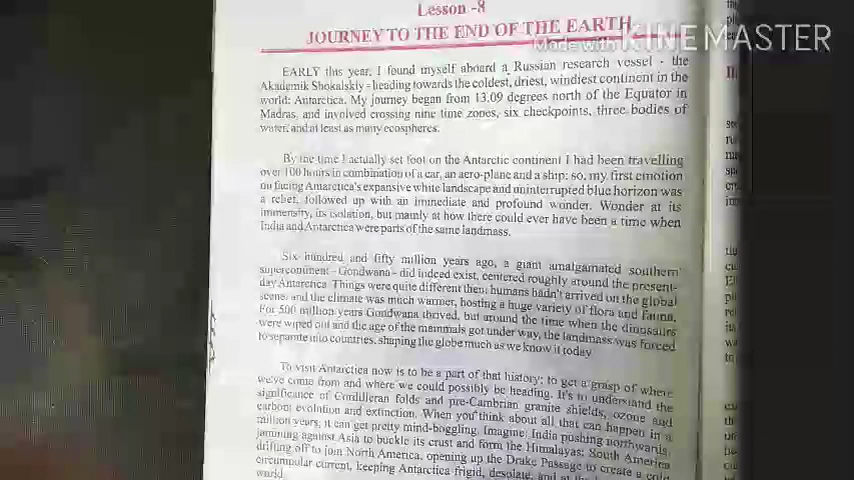 Lesson -8
JOURNEY TO THE END OF THE EARTH
Made with KINEMASTER
EARLY this year, I found myself aboard a Russian research vessel - the
Akademik Shokalskiy - heading towards the coldest, driest, windiest continent in the
world: Antarctica. My journey began from 13.09 degrees north of the Equator in
Madras, and involved crossing nine time zones, six checkpoints, three bodies of
water, and at least as many ecospheres.
By the time I actually set foot on the Antarctic continent I had been travelling
over 100 hours in combination of a car, an aero-plane and a ship; so, my first emotion
on facing Antarctica's expansive white landscape and uninterrupted blue horizon was
a relief, followed up with an immediate and profound wonder. Wonder at its
immensity, its isolation, but mainly at how there could ever have been a time when
India and Antarctica were parts of the same landmass.
Six hundred and fifty million years ago, a giant amalgamated southern
supercontinent - Gondwana - did indeed exist, centered roughly around the present-
day Antarctica. Things were quite different then; humans hadn't arrived on the global
scene, and the climate was much warmer, hosting a huge variety of flora and fauna.
For 500 million years Gondwana thrived, but around the time when the dinosaurs
were wiped out and the age of the mammals got under way, the landmass was forced
to separate into countries, shaping the globe much as we know it today.
To visit Antarctica now is to be a part of that history; to get a grasp of where
we've come from and where we could possibly be heading. It's to understand the
significance of Cordilleran folds and pre-Cambrian granite shields, ozone and
carbon; evolution and extinction. When you think about all that can happen in a
million years, it can get pretty mind-boggling. Imagine: India pushing northwards,
jamming against Asia to buckle its crust and form the Himalayas; South America
drifting off to join North America, opening up the Drake Passage to create a cold
circumpolar current, keeping Antarctica frigid, desolate, and at the
world.